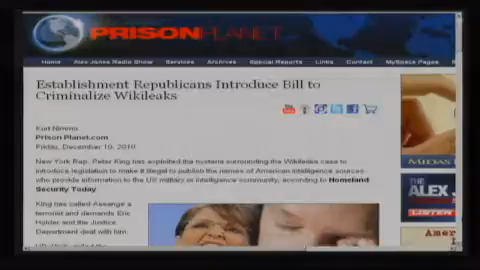 PRISONPLANET
Home Alex Jones Radio Show Services Archives Special Reports Links Contact MySpace Pages
Establishment Republicans Introduce Bill to
Criminalize Wikileaks
Kurt Nimmo
Prison Planet.com
Friday, December 10, 2010
New York Rep. Peter King has exploited the hysteria surrounding the Wikileaks case to
introduce legislation to make it illegal to publish the names of American intelligence sources
who provide information to the US military or intelligence community, according to Homeland
Security Today.
King has called Assange a
terrorist and demands Eric
Holder and the Justice
Department deal with him.
MIDAS
THE
ALEX
LISTEN
Amer